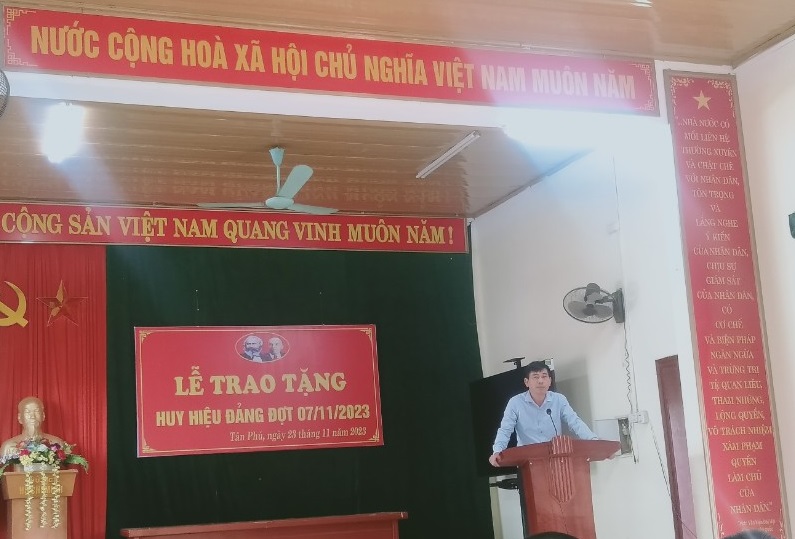 NƯỚC CỘNG HOÀ XÃ HỘI CHỦ NGHĨA VIỆT NAM MUÔN NĂM
CÔNG SẢN VIỆT NAM QUANG VINH MUÔN NĂM!
LỄ TRAO TẶNG
HUY HIỆU ĐẢNG ĐỢT 07/11/2023
Tân Phú, ngày 23 tháng 11 năm 2023
"NHÀ NƯỚC CÓ
MỐI LIÊN HỆ
THƯỜNG XUYÊN
VÀ CHẶT CHẼ
VỚI NHÂN DÂN,
TÔN TRỌNG
VÀ
LẮNG NGHE
Ý KIẾN
CỦA NHÂN DÂN,
CHỊU SỰ
GIÁM SÁT
CỦA NHÂN DÂN,
CÓ
CƠ CHẾ
VÀ BIỆN PHÁP
NGĂN NGỪA
VÀ TRỪNG TRỊ
TỆ QUAN LIÊU,
THAM NHŨNG,
LỘNG QUYỀN,
VÔ TRÁCH NHIỆM
XÂM PHẠM
QUYỀN
LÀM CHỦ
CỦA
NHÂN DÂN."